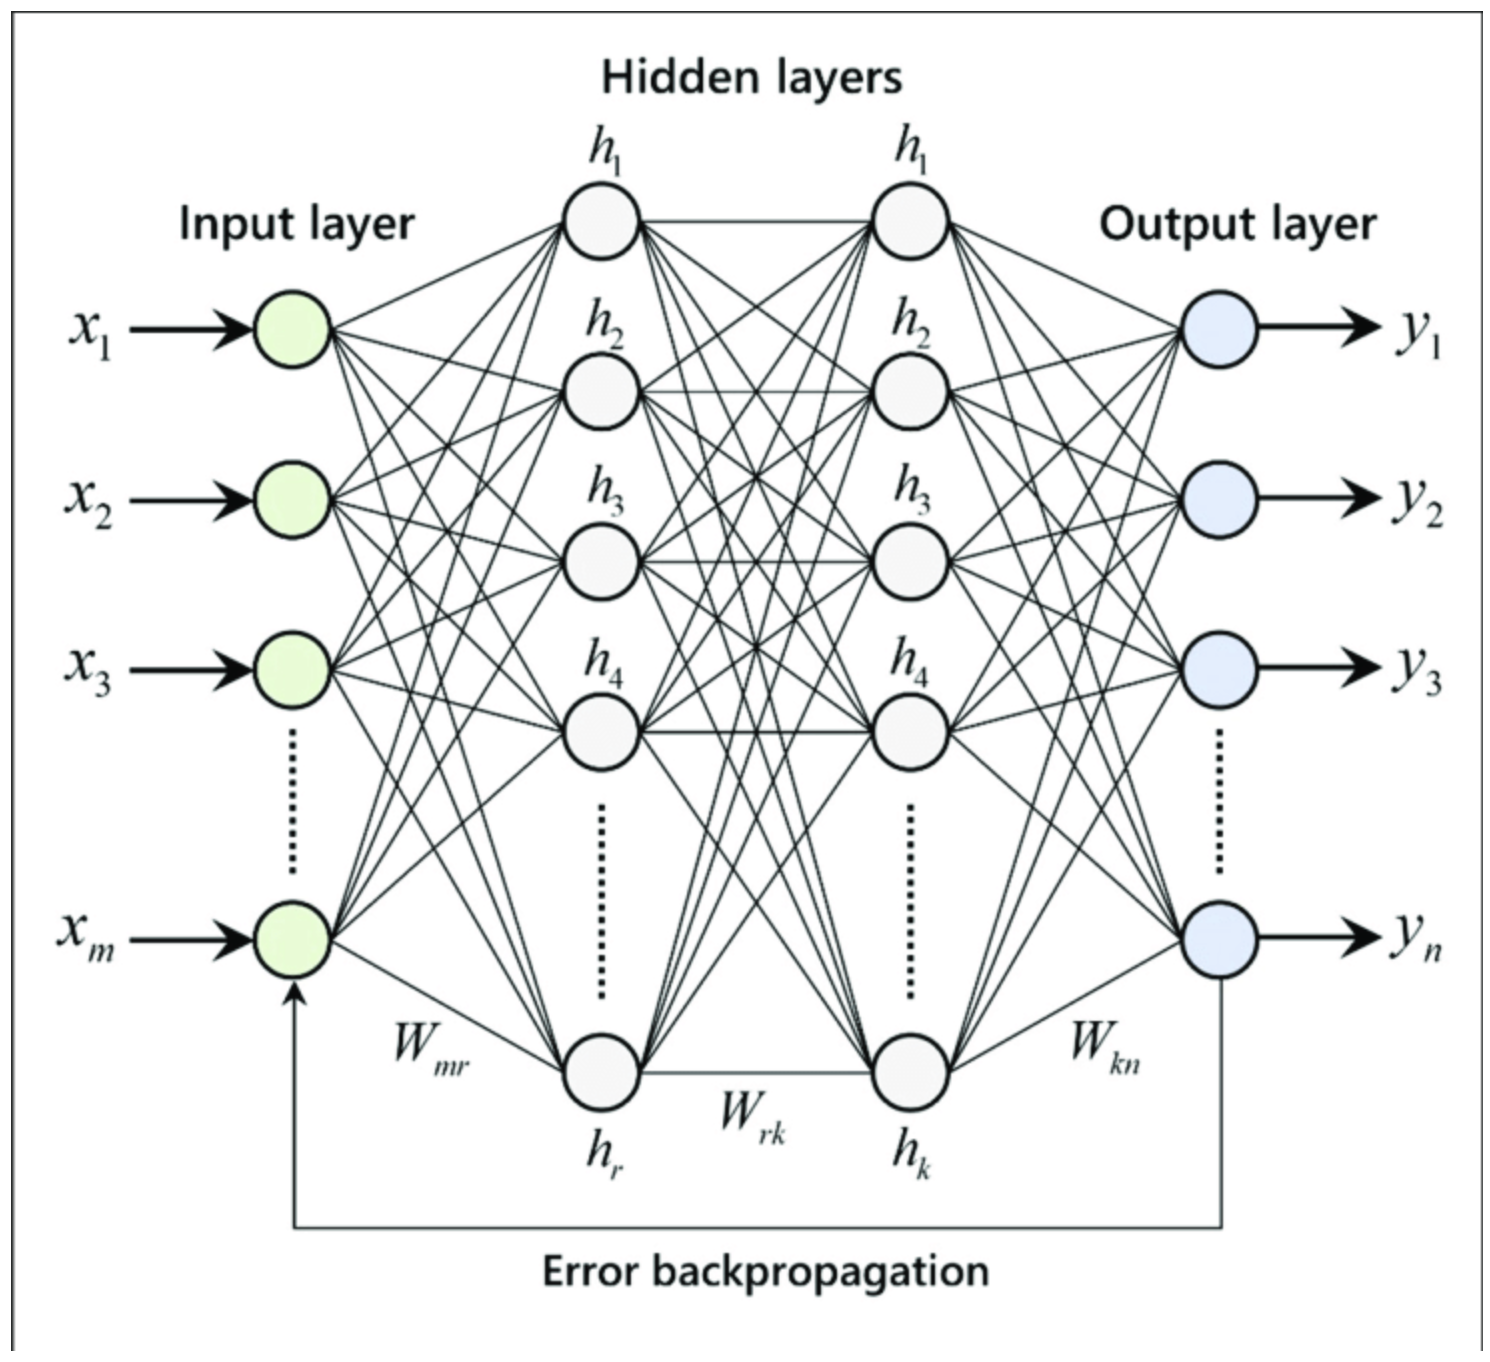 Hidden layers
h₁ h₁
Input layer
Output layer
x₁
h₂ h₂
y₁
x₂
h₃ h₃
y₂
x₃
h₄ h₄
y₃
xₘ
yₙ
Wₘᵣ
Wₖₙ
Wᵣₖ
hᵣ hₖ
Error backpropagation